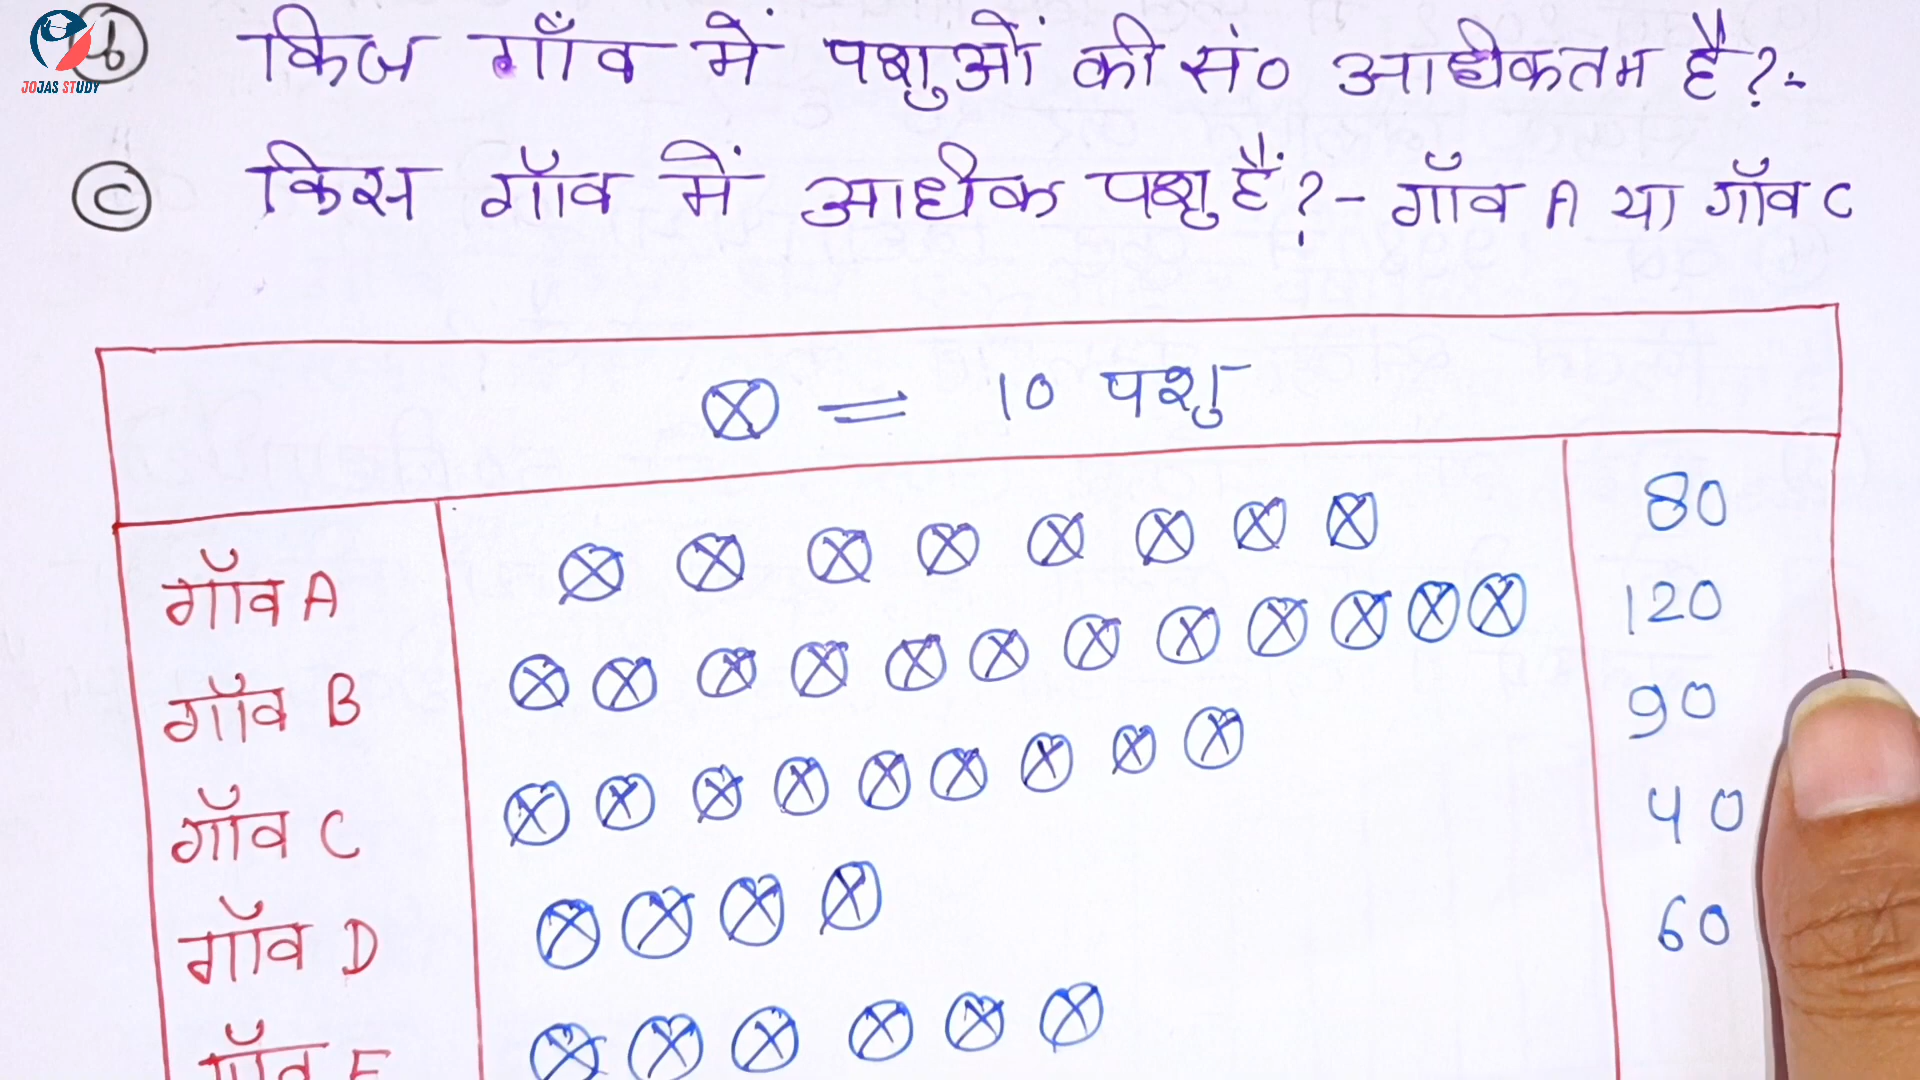 JOJAS STUDY
b किस गाँव में पशुओं की सं० अधिकतम है?-
C किस गाँव में अधिक पशु हैं?- गाँव A या गाँव C
= 10 पशु
गाँव A 80
गाँव B 120
गाँव C 90
गाँव D 40
गाँव E 60